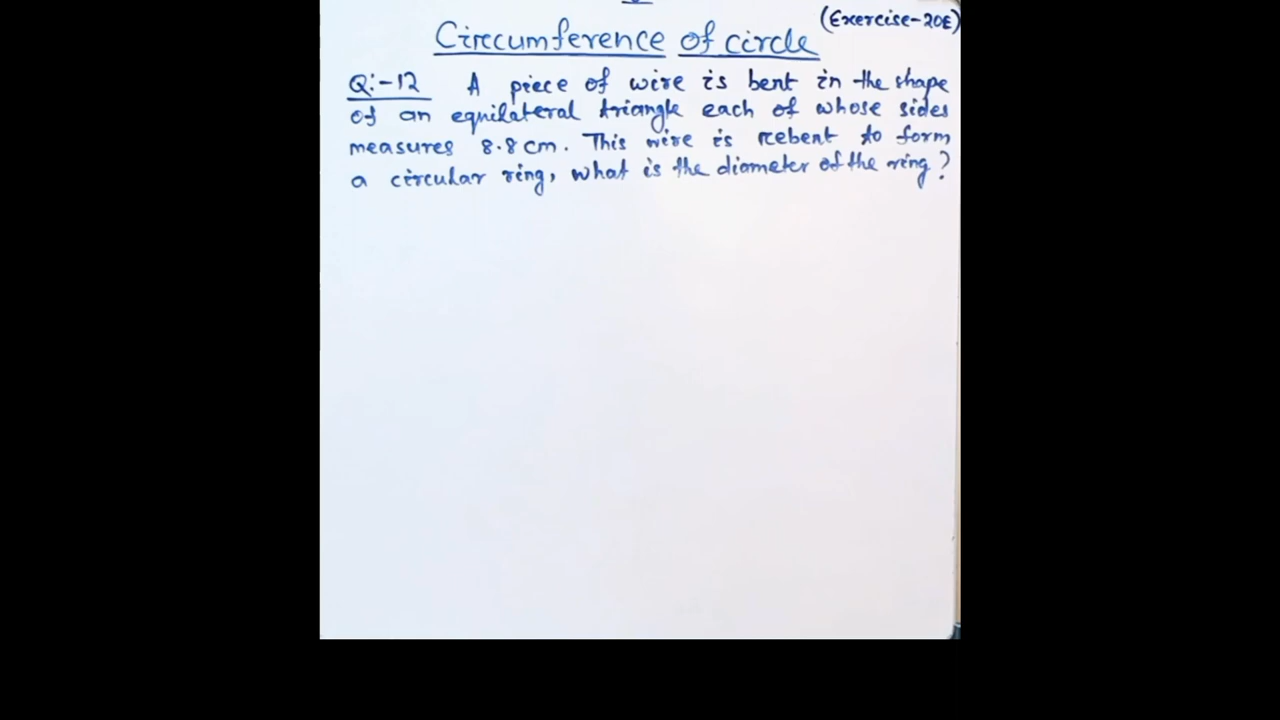 (Exercise-20E)
Circumference of circle
Q:-12 A piece of wire is bent in the shape
of an equilateral triangle each of whose sides
measures 8.8 cm. This wire is rebent to form
a circular ring, what is the diameter of the ring?